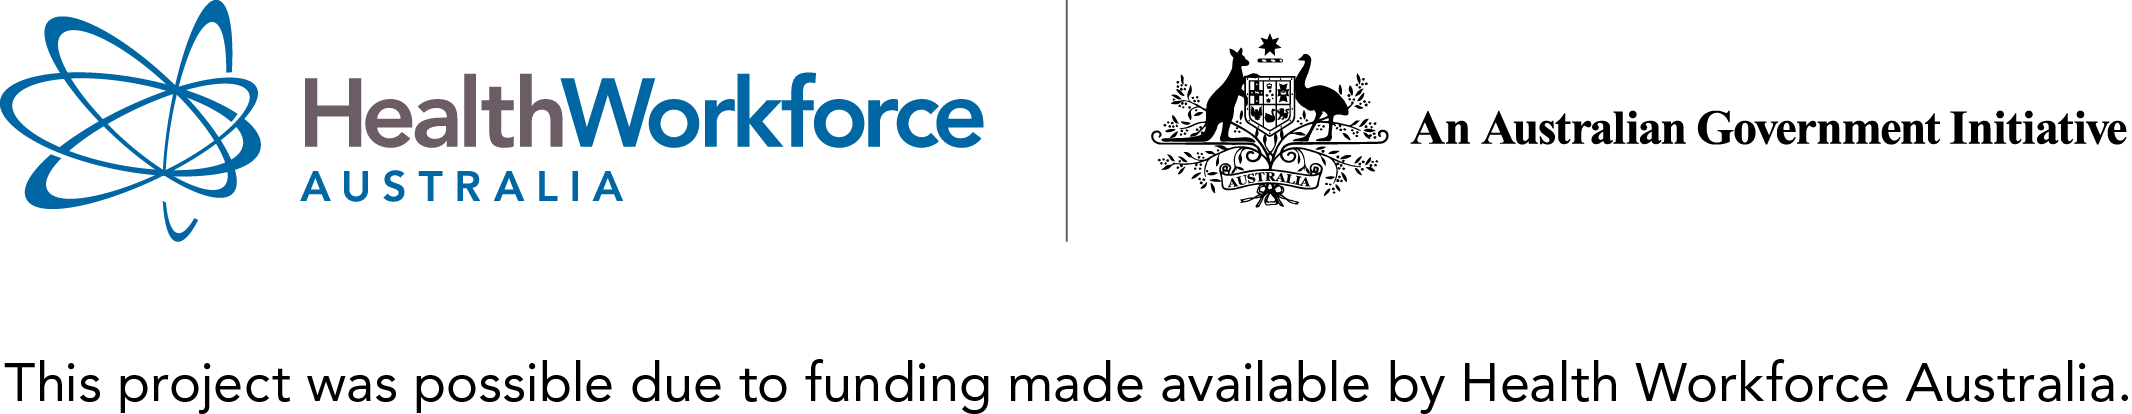 HealthWorkforce
AUSTRALIA
AUSTRALIA
An Australian Government Initiative
This project was possible due to funding made available by Health Workforce Australia.